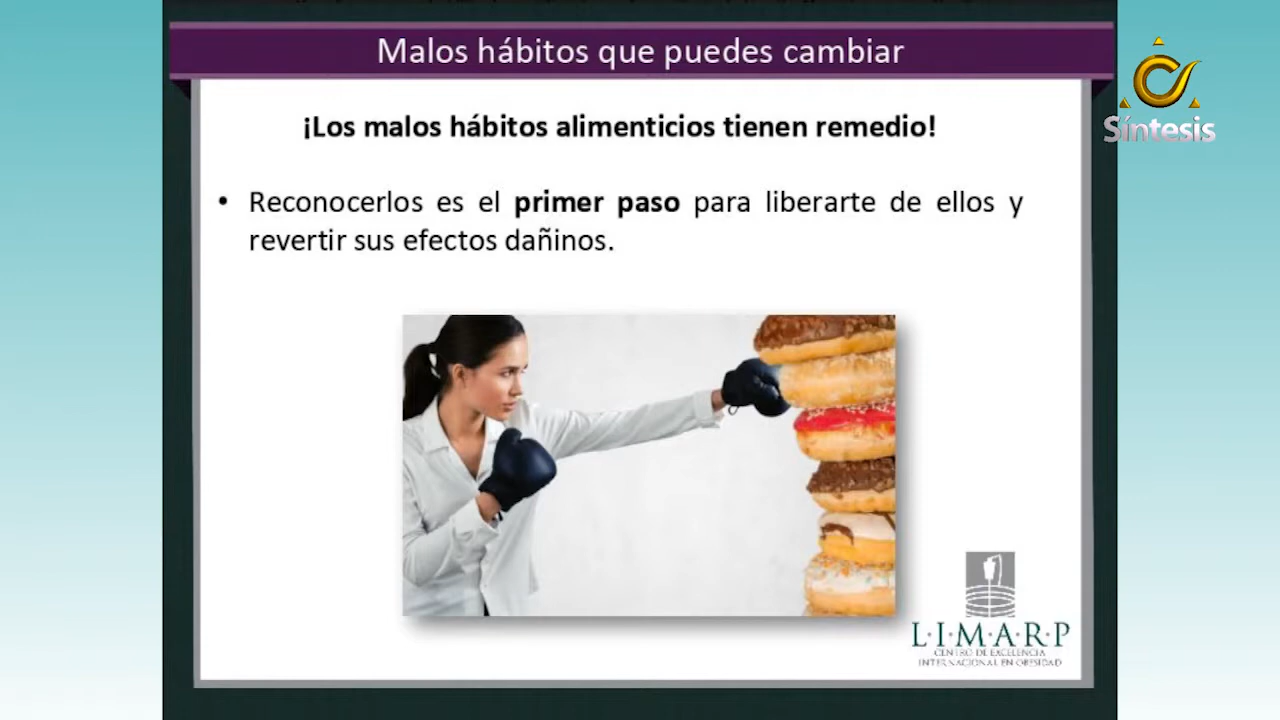 Malos hábitos que puedes cambiar
Síntesis
¡Los malos hábitos alimenticios tienen remedio!
• Reconocerlos es el primer paso para liberarte de ellos y
revertir sus efectos dañinos.
L·I·M·A·R·P
CENTRO DE EXCELENCIA
INTERNACIONAL EN OBESIDAD